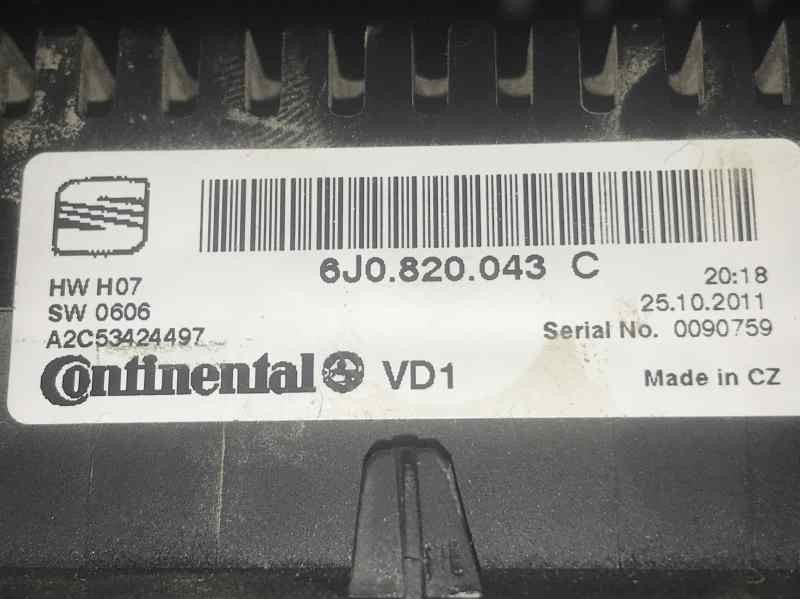 6J0.820.043 C
HW H07
SW 0606
A2C53424497
20:18
25.10.2011
Serial No. 0090759
Continental VD1
Made in CZ